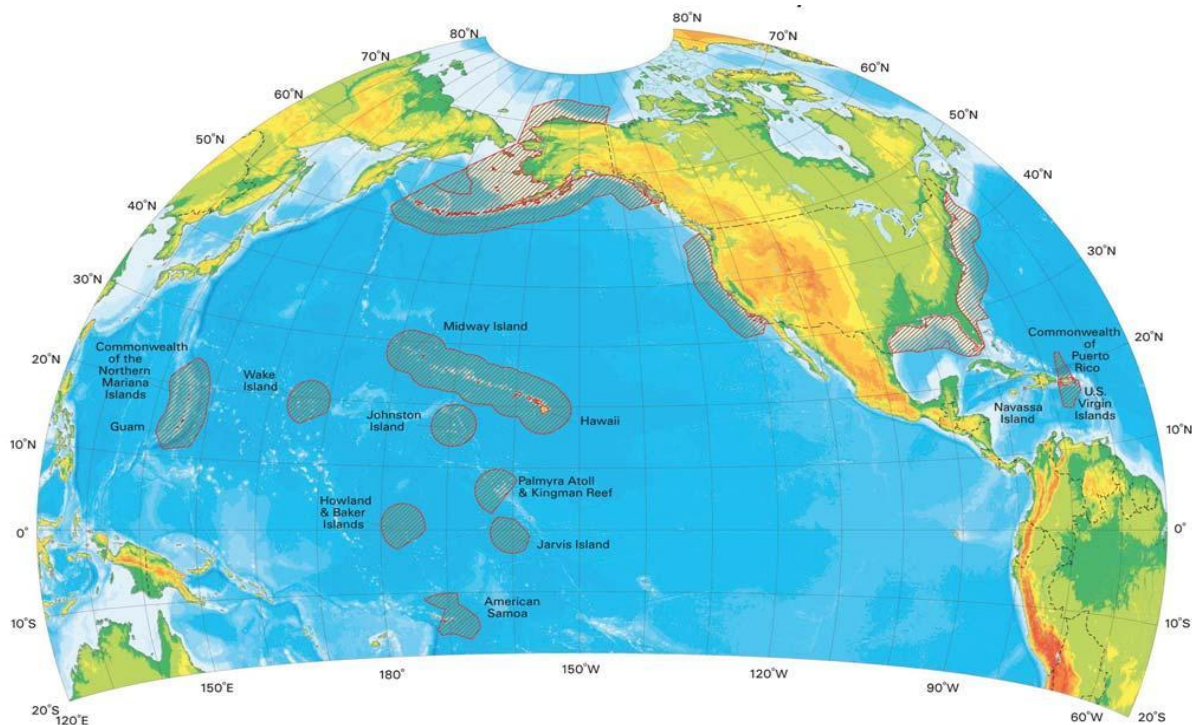 80°N
80°N
70°N
70°N
60°N
60°N
50°N
50°N
40°N
40°N
30°N
30°N
20°N
20°N
10°N
10°N
0°
0°
10°S
10°S
20°S
20°S
120°E
150°E
180°
150°W
120°W
90°W
60°W
Midway Island
Commonwealth
of the
Northern
Mariana
Islands
Guam
Wake
Island
Johnston
Island
Hawaii
Palmyra Atoll
& Kingman Reef
Howland
& Baker
Islands
Jarvis Island
American
Samoa
Commonwealth
of
Puerto
Rico
Navassa
Island
U.S.
Virgin
Islands